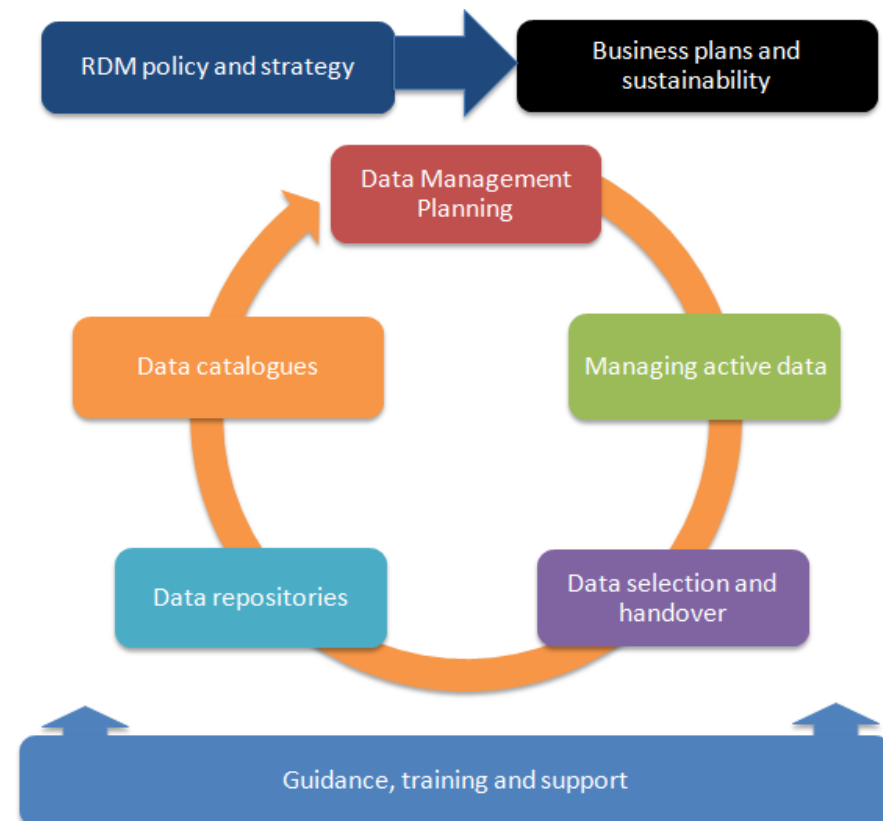 RDM policy and strategy
Business plans and
sustainability
Data Management
Planning
Data catalogues
Managing active data
Data repositories
Data selection and
handover
Guidance, training and support